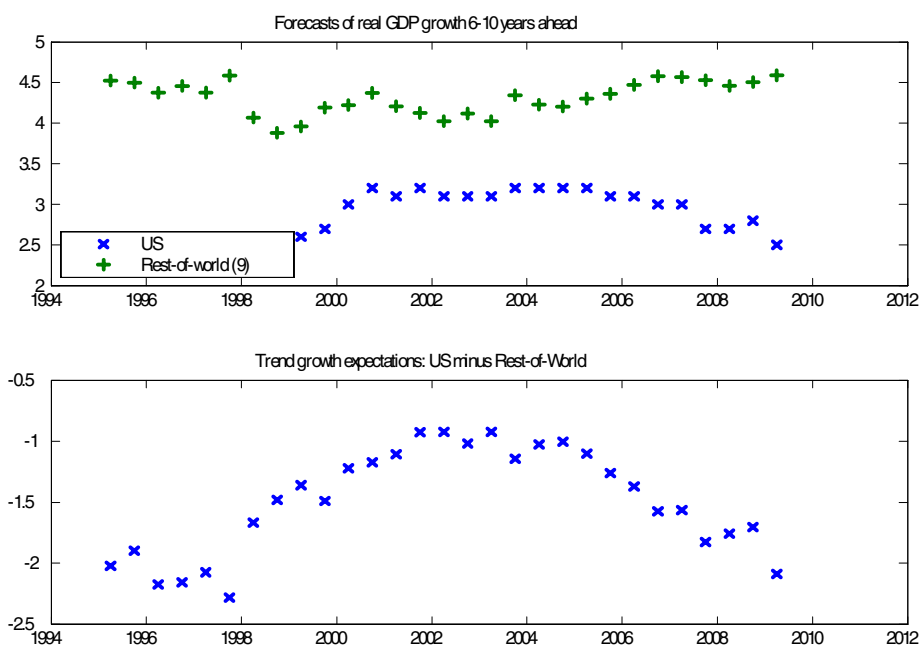 Forecasts of real GDP growth 6-10 years ahead
5
4.5
4
3.5
3
2.5
2
US
Rest-of-world (9)
1994 1996 1998 2000 2002 2004 2006 2008 2010 2012
Trend growth expectations: US minus Rest-of-World
-0.5
-1
-1.5
-2
-2.5
1994 1996 1998 2000 2002 2004 2006 2008 2010 2012